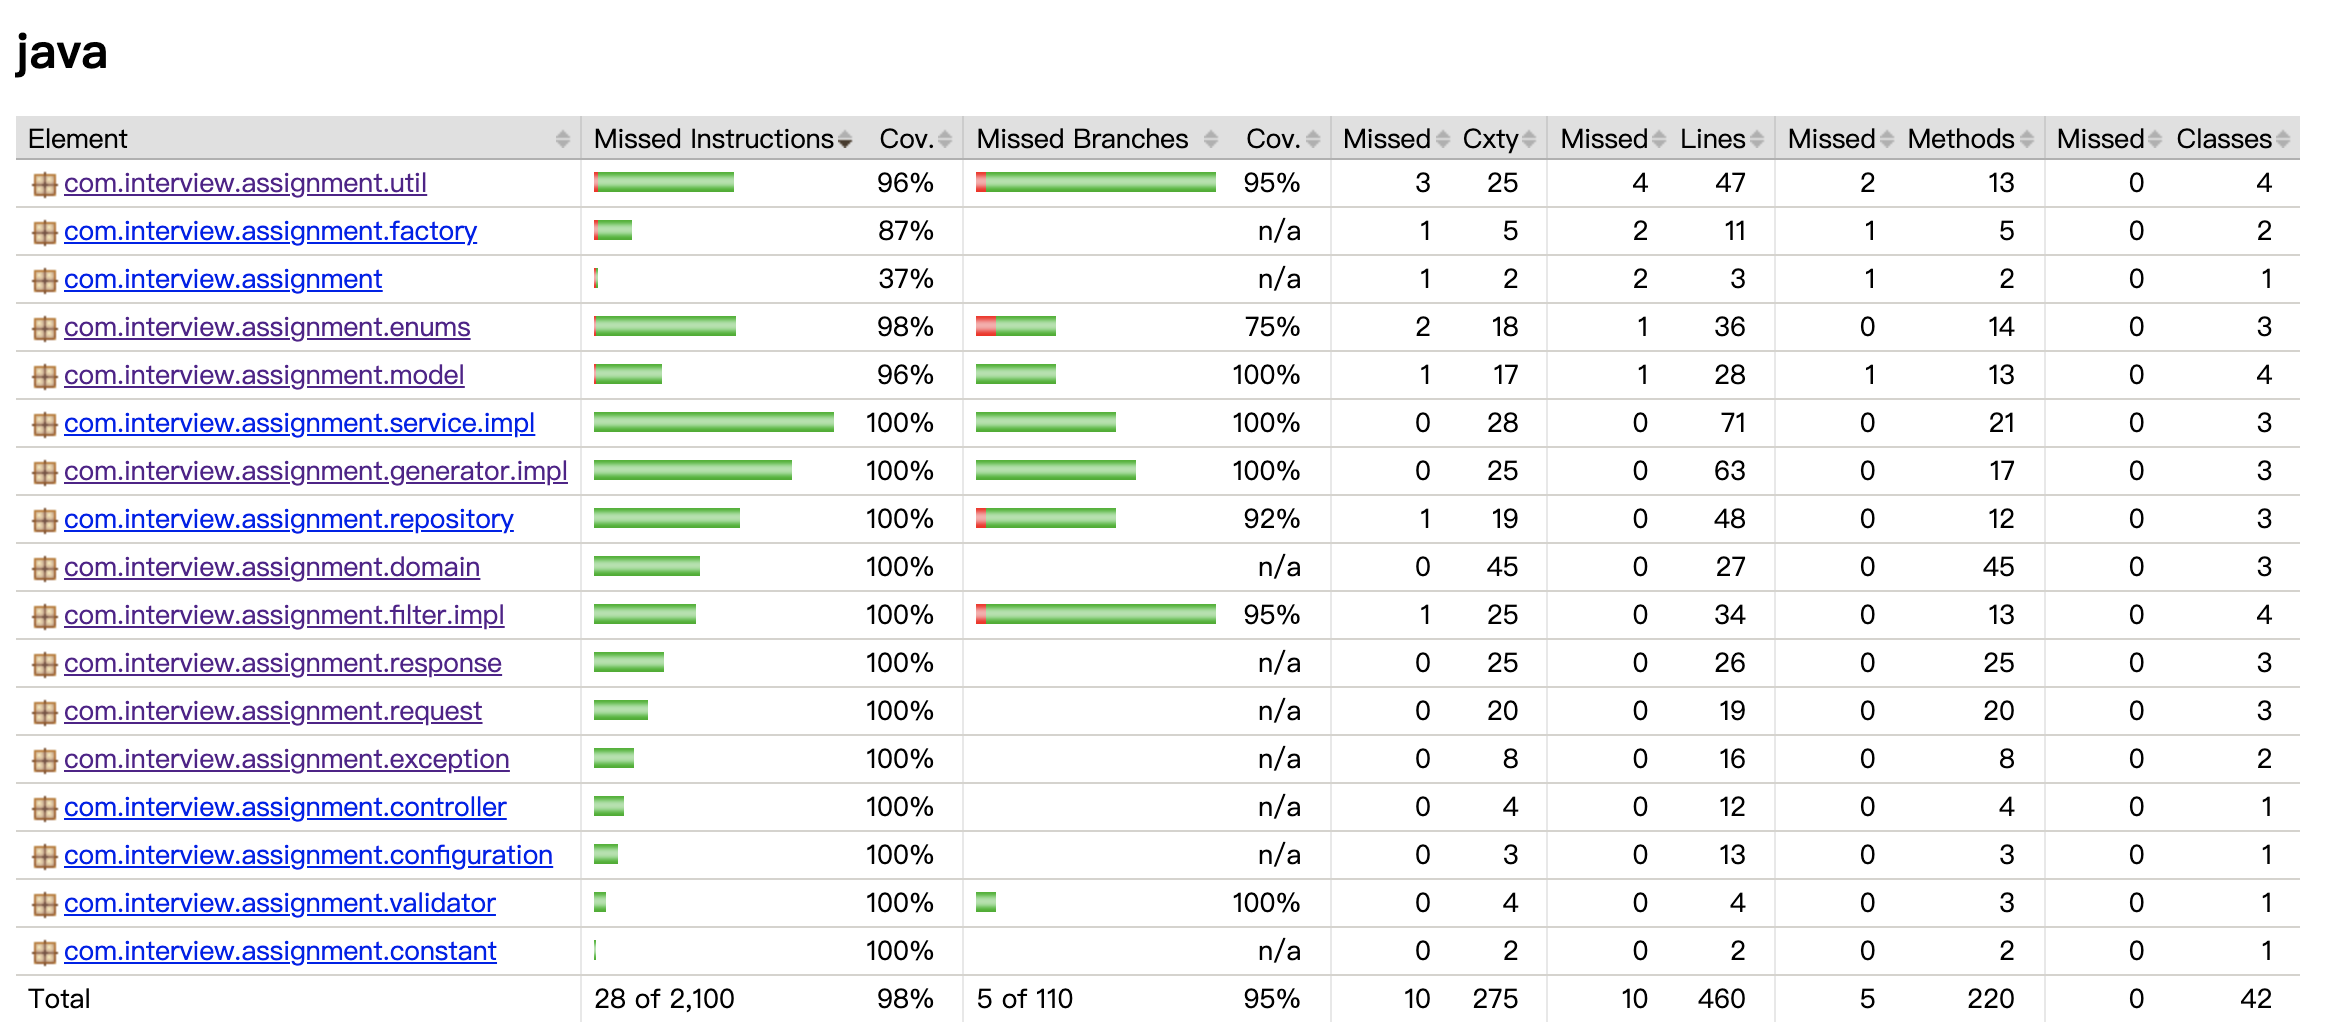 java
Element Missed Instructions Cov. Missed Branches Cov. Missed Cxty Missed Lines Missed Methods Missed Classes
com.interview.assignment.util 96% 95% 3 25 4 47 2 13 0 4
com.interview.assignment.factory 87% n/a 1 5 2 11 1 5 0 2
com.interview.assignment 37% n/a 1 2 2 3 1 2 0 1
com.interview.assignment.enums 98% 75% 2 18 1 36 0 14 0 3
com.interview.assignment.model 96% 100% 1 17 1 28 1 13 0 4
com.interview.assignment.service.impl 100% 100% 0 28 0 71 0 21 0 3
com.interview.assignment.generator.impl 100% 100% 0 25 0 63 0 17 0 3
com.interview.assignment.repository 100% 92% 1 19 0 48 0 12 0 3
com.interview.assignment.domain 100% n/a 0 45 0 27 0 45 0 3
com.interview.assignment.filter.impl 100% 95% 1 25 0 34 0 13 0 4
com.interview.assignment.response 100% n/a 0 25 0 26 0 25 0 3
com.interview.assignment.request 100% n/a 0 20 0 19 0 20 0 3
com.interview.assignment.exception 100% n/a 0 8 0 16 0 8 0 2
com.interview.assignment.controller 100% n/a 0 4 0 12 0 4 0 1
com.interview.assignment.configuration 100% n/a 0 3 0 13 0 3 0 1
com.interview.assignment.validator 100% 100% 0 4 0 4 0 3 0 1
com.interview.assignment.constant 100% n/a 0 2 0 2 0 2 0 1
Total 28 of 2,100 98% 5 of 110 95% 10 275 10 460 5 220 0 42